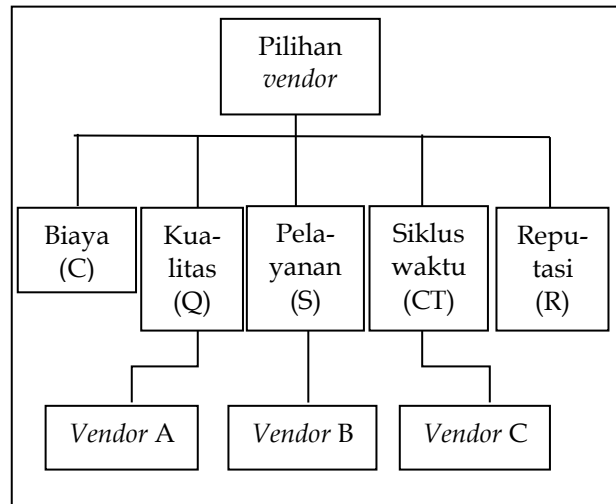 Pilihan
vendor
Biaya
(C)
Kua-
litas
(Q)
Pela-
yanan
(S)
Siklus
waktu
(CT)
Repu-
tasi
(R)
Vendor A
Vendor B
Vendor C